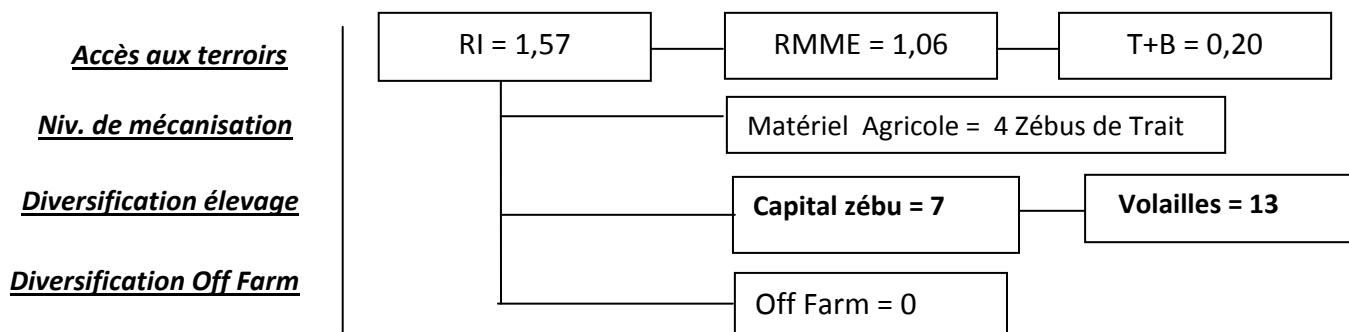 Accès aux terroirs
RI = 1,57
RMME = 1,06
T+B = 0,20
Niv. de mécanisation
Matériel Agricole = 4 Zébus de Trait
Diversification élevage
Capital zébu = 7
Volailles = 13
Diversification Off Farm
Off Farm = 0